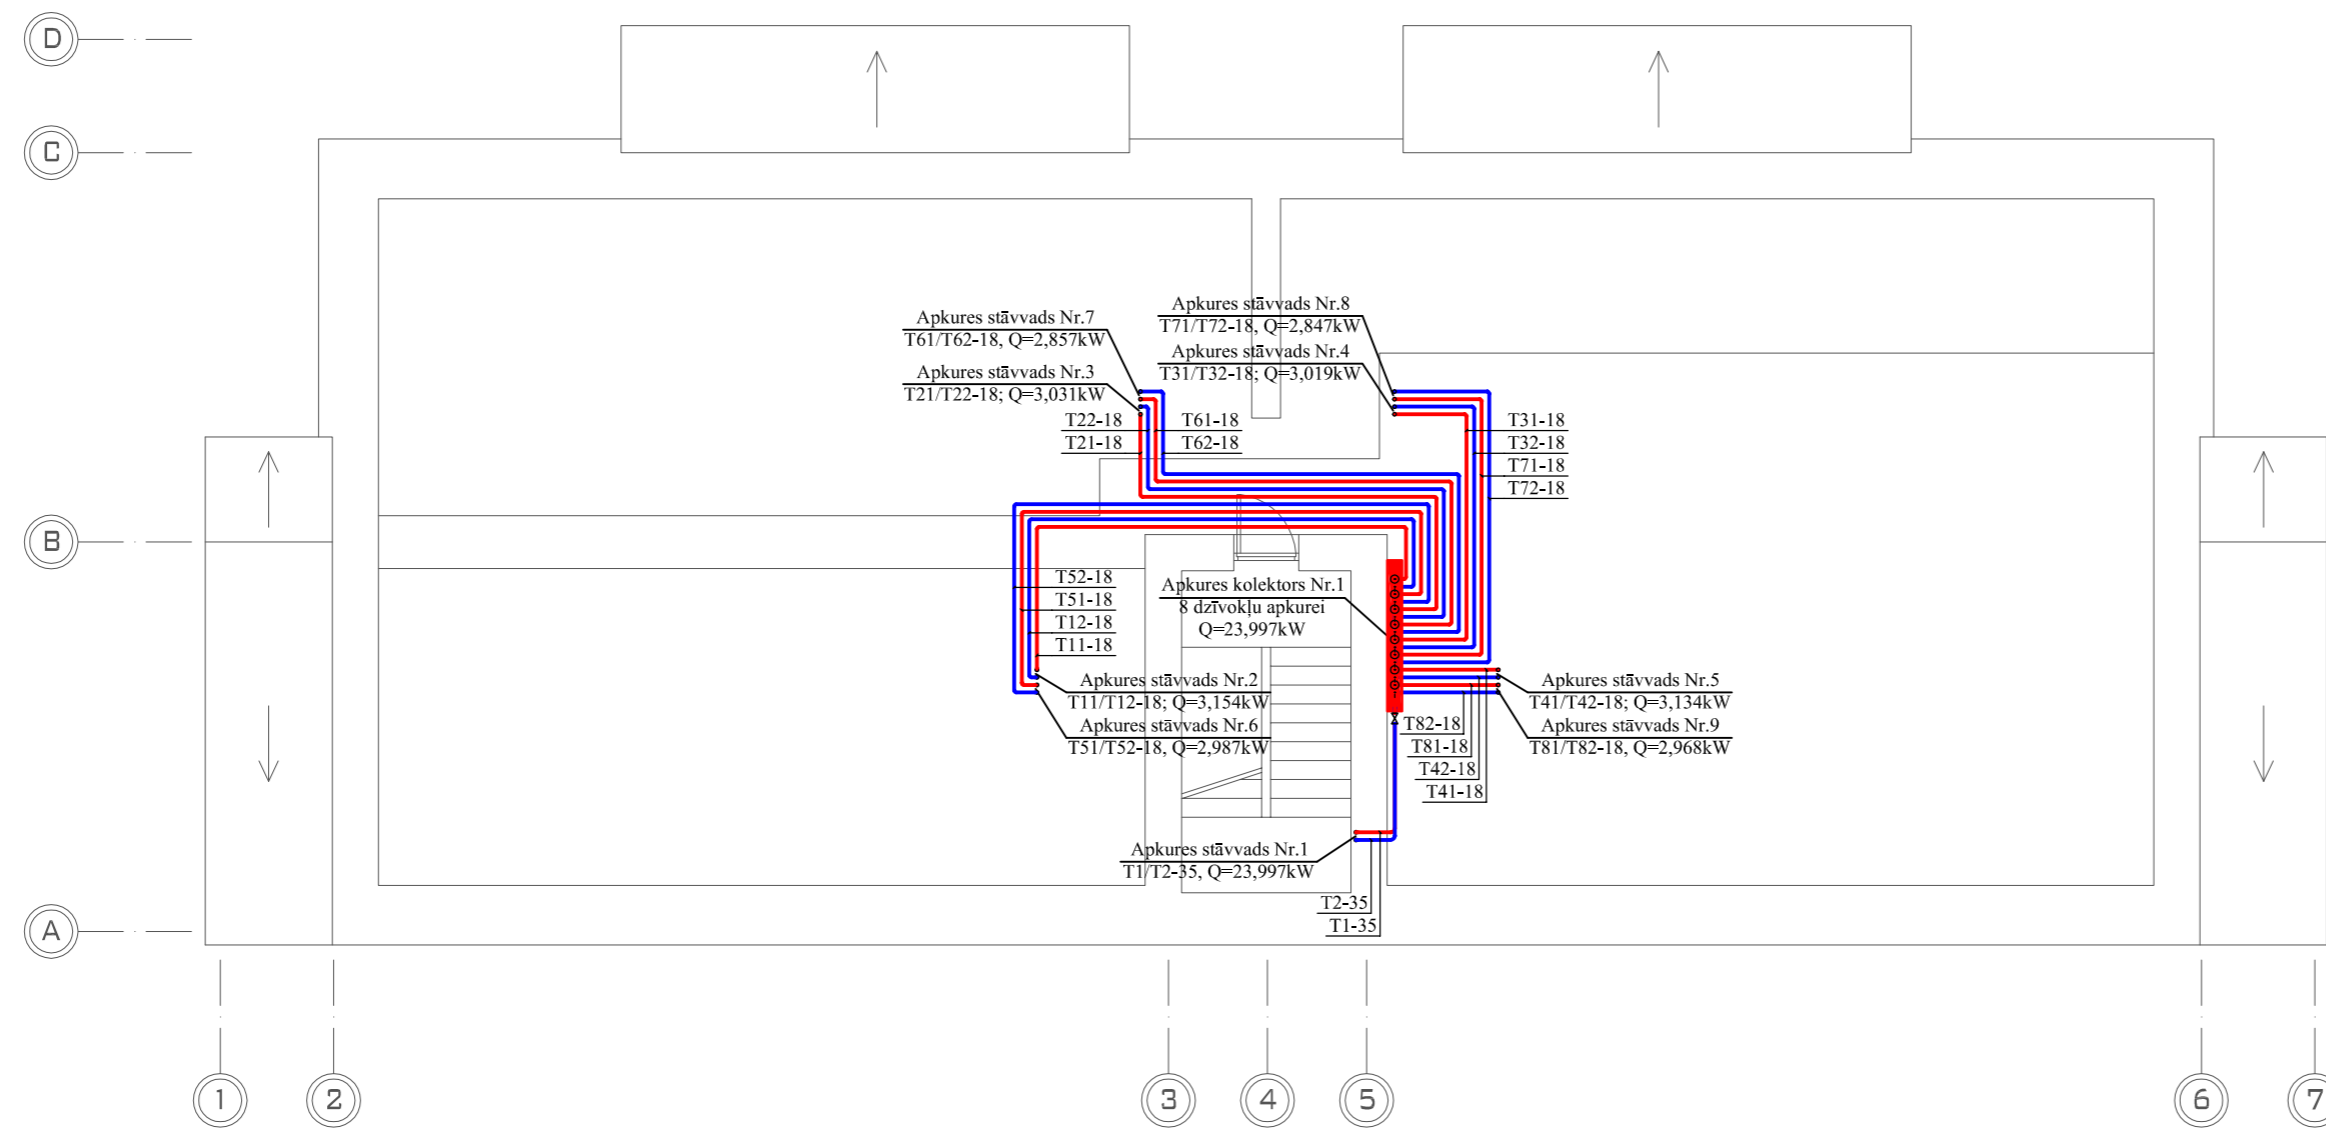 D
C
B
A
Apkures stāvvads Nr.7
T61/T62-18, Q=2,857kW
Apkures stāvvads Nr.3
T21/T22-18; Q=3,031kW
Apkures stāvvads Nr.8
T71/T72-18, Q=2,847kW
Apkures stāvvads Nr.4
T31/T32-18; Q=3,019kW
T22-18
T21-18
T61-18
T62-18
T31-18
T32-18
T71-18
T72-18
T52-18
T51-18
T12-18
T11-18
Apkures kolektors Nr.1
8 dzīvokļu apkurei
Q=23,997kW
Apkures stāvvads Nr.2
T11/T12-18; Q=3,154kW
Apkures stāvvads Nr.6
T51/T52-18, Q=2,987kW
Apkures stāvvads Nr.5
T41/T42-18; Q=3,134kW
Apkures stāvvads Nr.9
T81/T82-18, Q=2,968kW
T82-18
T81-18
T42-18
T41-18
Apkures stāvvads Nr.1
T1/T2-35, Q=23,997kW
T2-35
T1-35
1
2
3
4
5
6
7